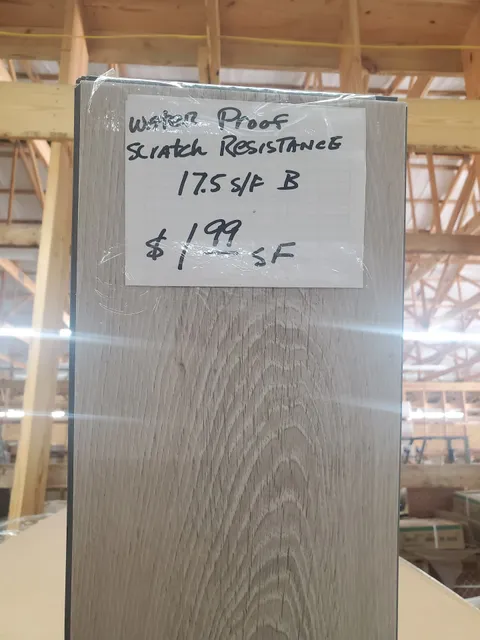 Water Proof
Scratch Resistance
17.5 s/F B
$1.99 SF